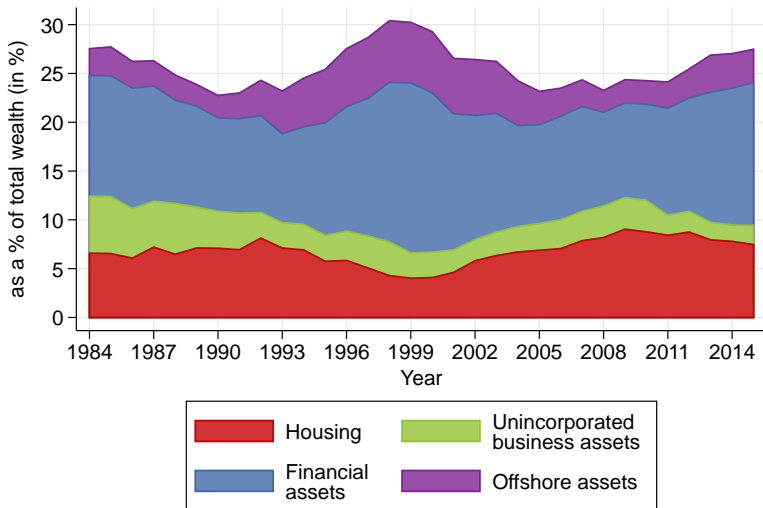 as a % of total wealth (in %)
30
25
20
15
10
5
0
1984 1987 1990 1993 1996 1999 2002 2005 2008 2011 2014
Year
Housing
Unincorporated
business assets
Financial
assets
Offshore assets